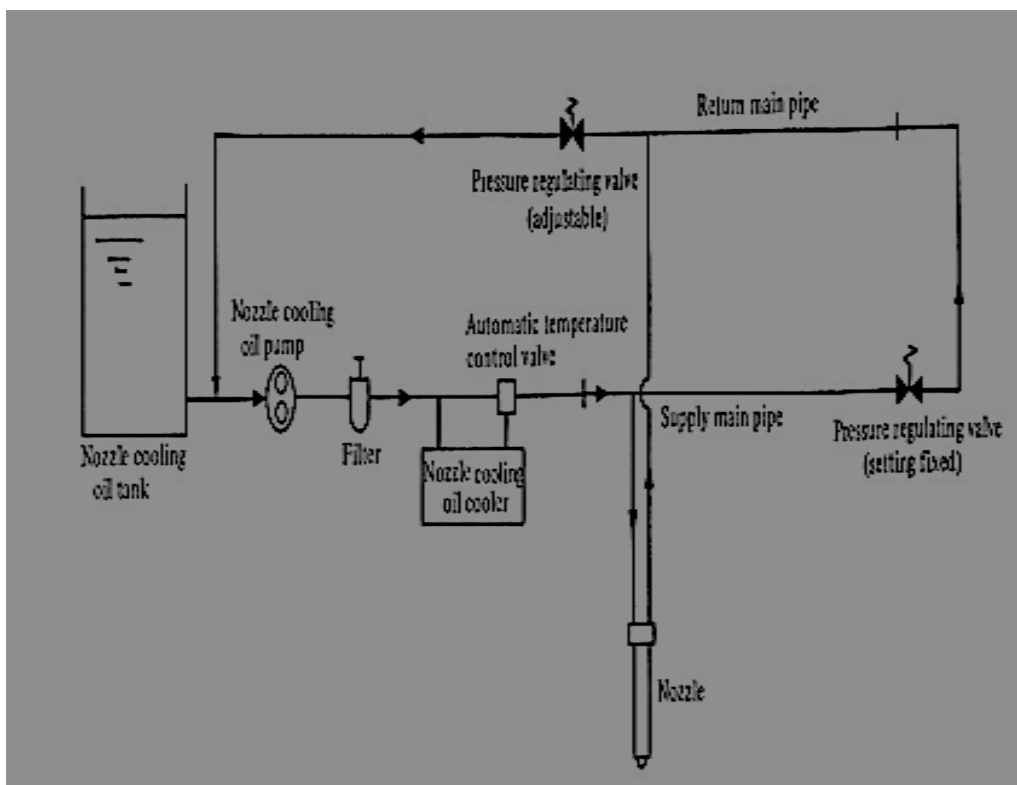 Return main pipe
Pressure regulating valve
(adjustable)
Nozzle cooling
oil pump
Automatic temperature
control valve
Supply main pipe
Pressure regulating valve
(setting fixed)
Nozzle cooling
oil tank
Filter
Nozzle cooling
oil cooler
Nozzle